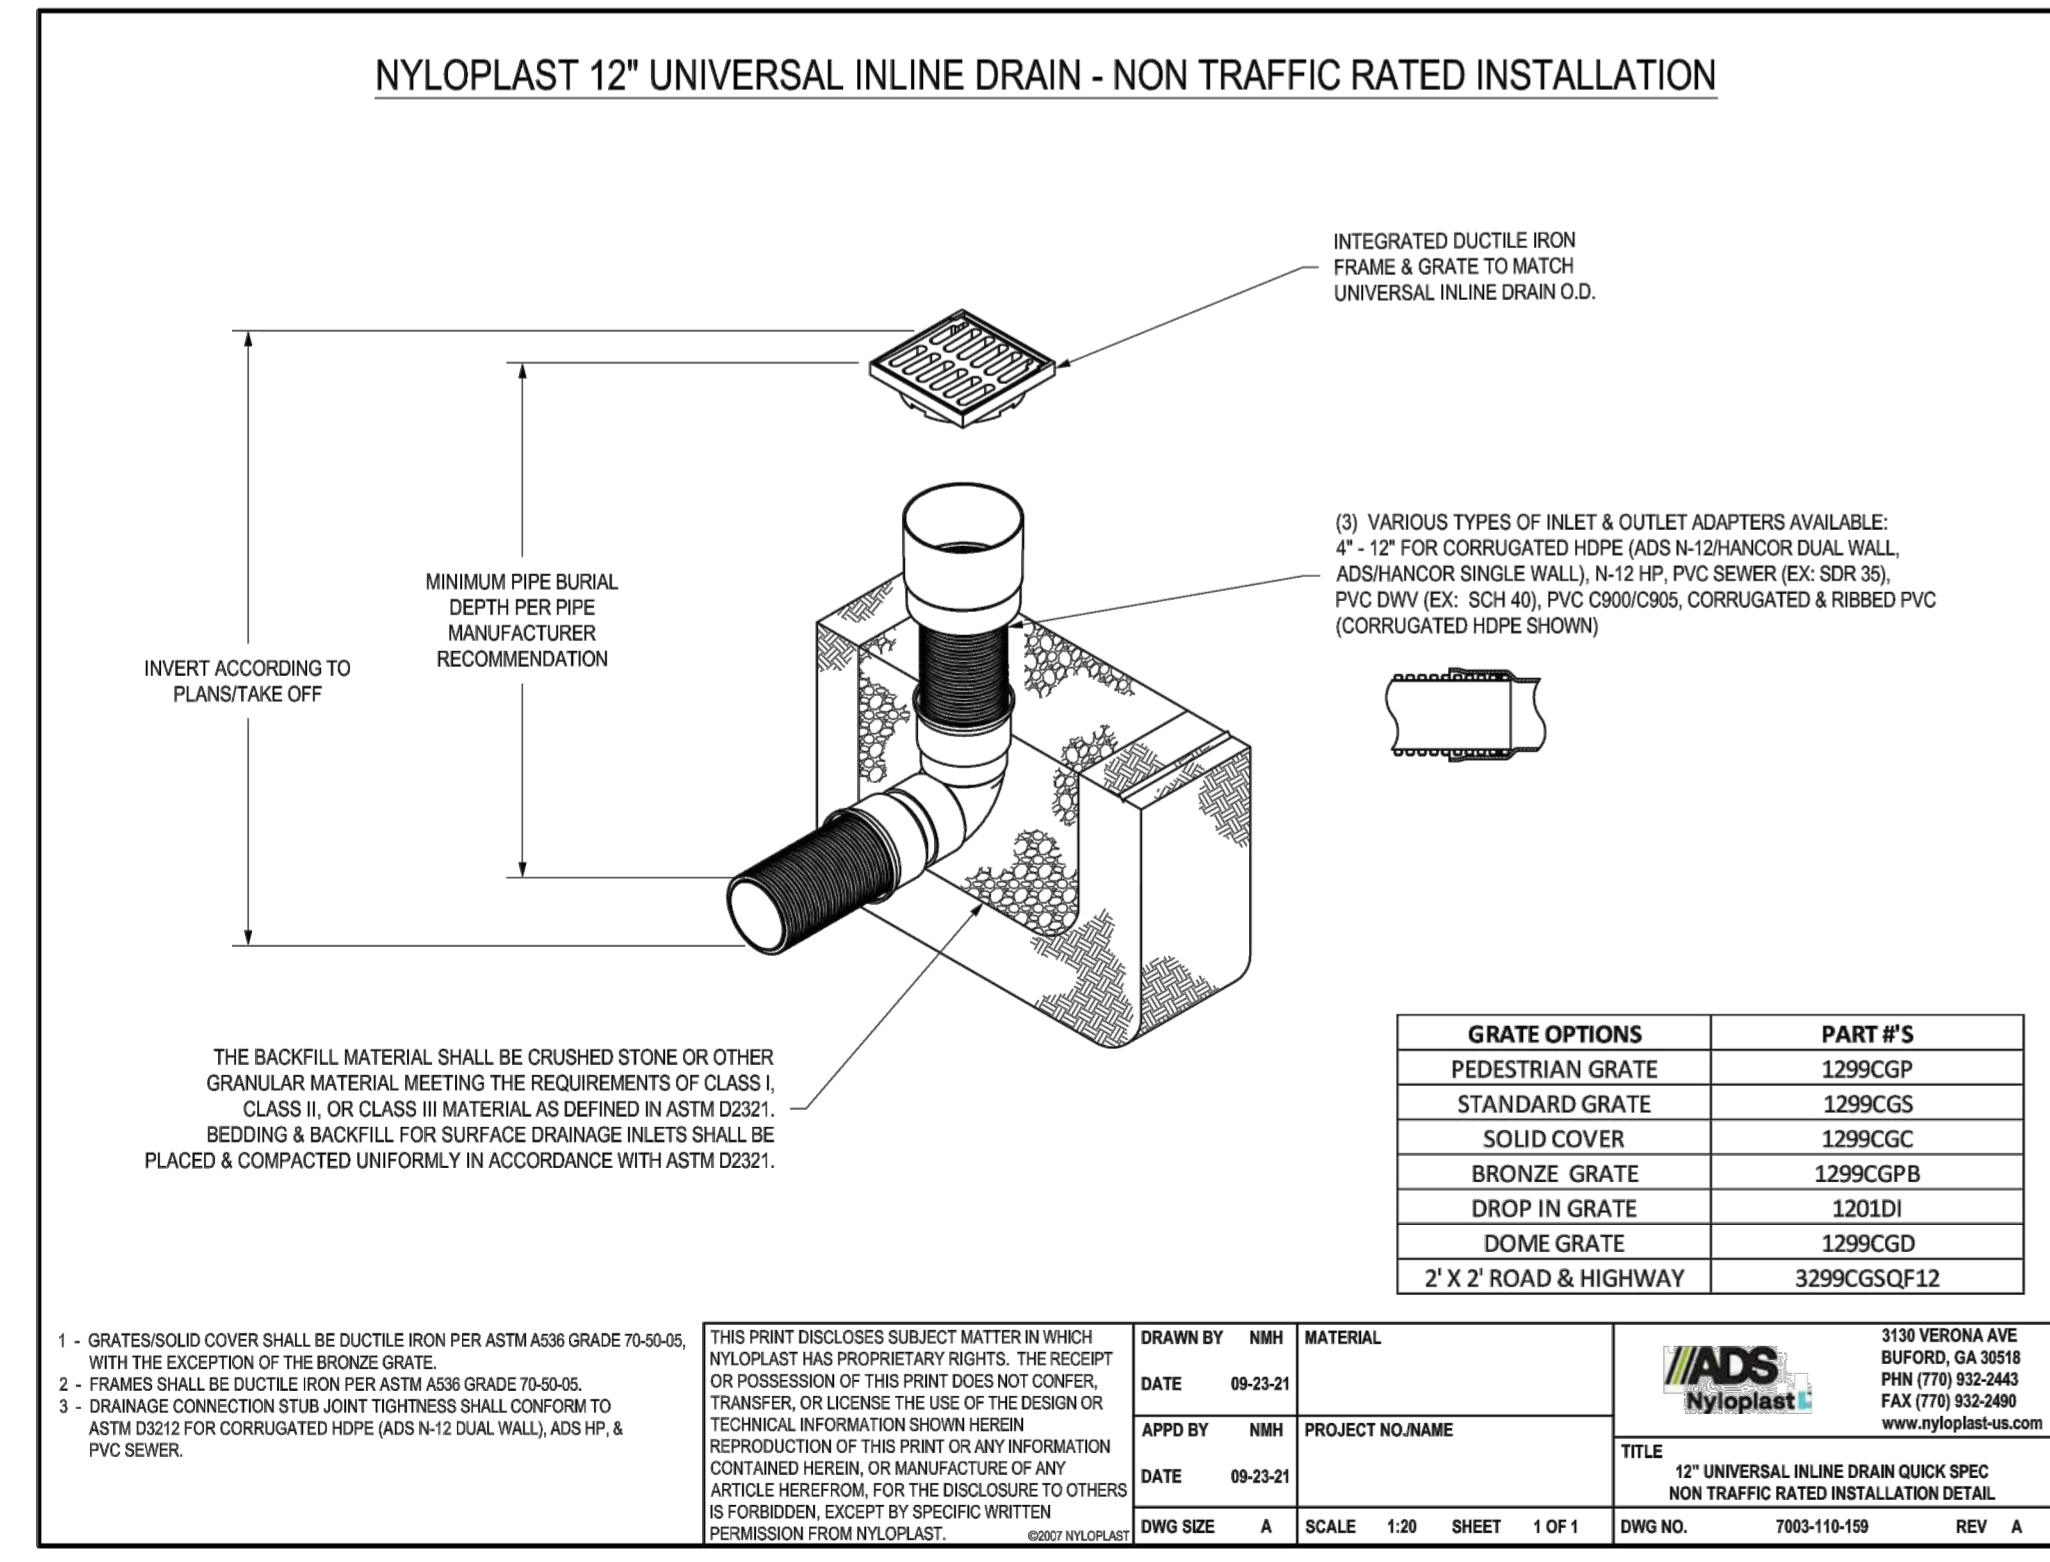 NYLOPLAST 12" UNIVERSAL INLINE DRAIN - NON TRAFFIC RATED INSTALLATION
INTEGRATED DUCTILE IRON
FRAME & GRATE TO MATCH
UNIVERSAL INLINE DRAIN O.D.
(3) VARIOUS TYPES OF INLET & OUTLET ADAPTERS AVAILABLE:
4" - 12" FOR CORRUGATED HDPE (ADS N-12/HANCOR DUAL WALL,
ADS/HANCOR SINGLE WALL), N-12 HP, PVC SEWER (EX: SDR 35),
PVC DWV (EX: SCH 40), PVC C900/C905, CORRUGATED & RIBBED PVC
(CORRUGATED HDPE SHOWN)
MINIMUM PIPE BURIAL
DEPTH PER PIPE
MANUFACTURER
RECOMMENDATION
INVERT ACCORDING TO
PLANS/TAKE OFF
THE BACKFILL MATERIAL SHALL BE CRUSHED STONE OR OTHER
GRANULAR MATERIAL MEETING THE REQUIREMENTS OF CLASS I,
CLASS II, OR CLASS III MATERIAL AS DEFINED IN ASTM D2321.
BEDDING & BACKFILL FOR SURFACE DRAINAGE INLETS SHALL BE
PLACED & COMPACTED UNIFORMLY IN ACCORDANCE WITH ASTM D2321.
GRATE OPTIONS PART #'S
PEDESTRIAN GRATE 1299CGP
STANDARD GRATE 1299CGS
SOLID COVER 1299CGC
BRONZE GRATE 1299CGPB
DROP IN GRATE 1201DI
DOME GRATE 1299CGD
2' X 2' ROAD & HIGHWAY 3299CGSQF12
1 - GRATES/SOLID COVER SHALL BE DUCTILE IRON PER ASTM A536 GRADE 70-50-05,
WITH THE EXCEPTION OF THE BRONZE GRATE.
2 - FRAMES SHALL BE DUCTILE IRON PER ASTM A536 GRADE 70-50-05.
3 - DRAINAGE CONNECTION STUB JOINT TIGHTNESS SHALL CONFORM TO
ASTM D3212 FOR CORRUGATED HDPE (ADS N-12 DUAL WALL), ADS HP, &
PVC SEWER.
THIS PRINT DISCLOSES SUBJECT MATTER IN WHICH
NYLOPLAST HAS PROPRIETARY RIGHTS. THE RECEIPT
OR POSSESSION OF THIS PRINT DOES NOT CONFER,
TRANSFER, OR LICENSE THE USE OF THE DESIGN OR
TECHNICAL INFORMATION SHOWN HEREIN
REPRODUCTION OF THIS PRINT OR ANY INFORMATION
CONTAINED HEREIN, OR MANUFACTURE OF ANY
ARTICLE HEREFROM, FOR THE DISCLOSURE TO OTHERS
IS FORBIDDEN, EXCEPT BY SPECIFIC WRITTEN
PERMISSION FROM NYLOPLAST. ©2007 NYLOPLAST
DRAWN BY NMH
DATE 09-23-21
APPD BY NMH
DATE 09-23-21
DWG SIZE A
MATERIAL
PROJECT NO./NAME
SCALE 1:20 SHEET 1 OF 1
ADS
Nyloplast
3130 VERONA AVE
BUFORD, GA 30518
PHN (770) 932-2443
FAX (770) 932-2490
www.nyloplast-us.com
TITLE
12" UNIVERSAL INLINE DRAIN QUICK SPEC
NON TRAFFIC RATED INSTALLATION DETAIL
DWG NO. 7003-110-159 REV A